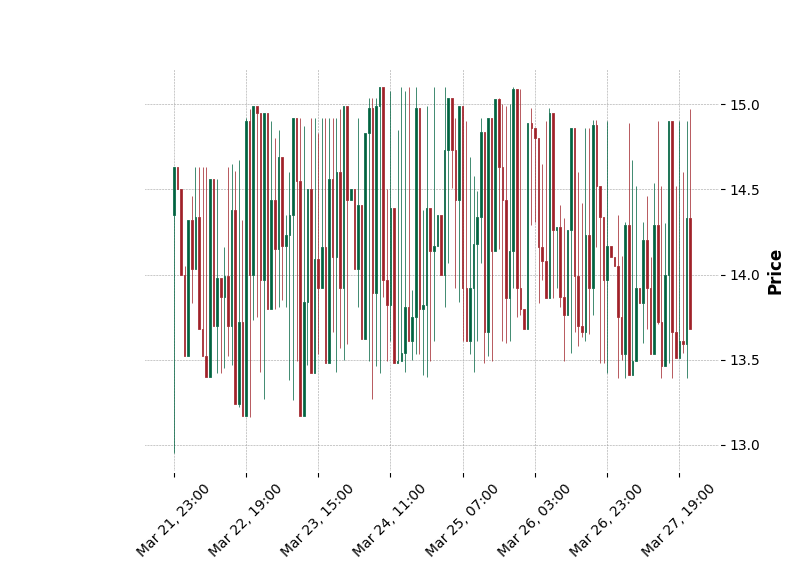 15.0
14.5
14.0
13.5
13.0
Price
Mar 21, 23:00
Mar 22, 19:00
Mar 23, 15:00
Mar 24, 11:00
Mar 25, 07:00
Mar 26, 03:00
Mar 26, 23:00
Mar 27, 19:00